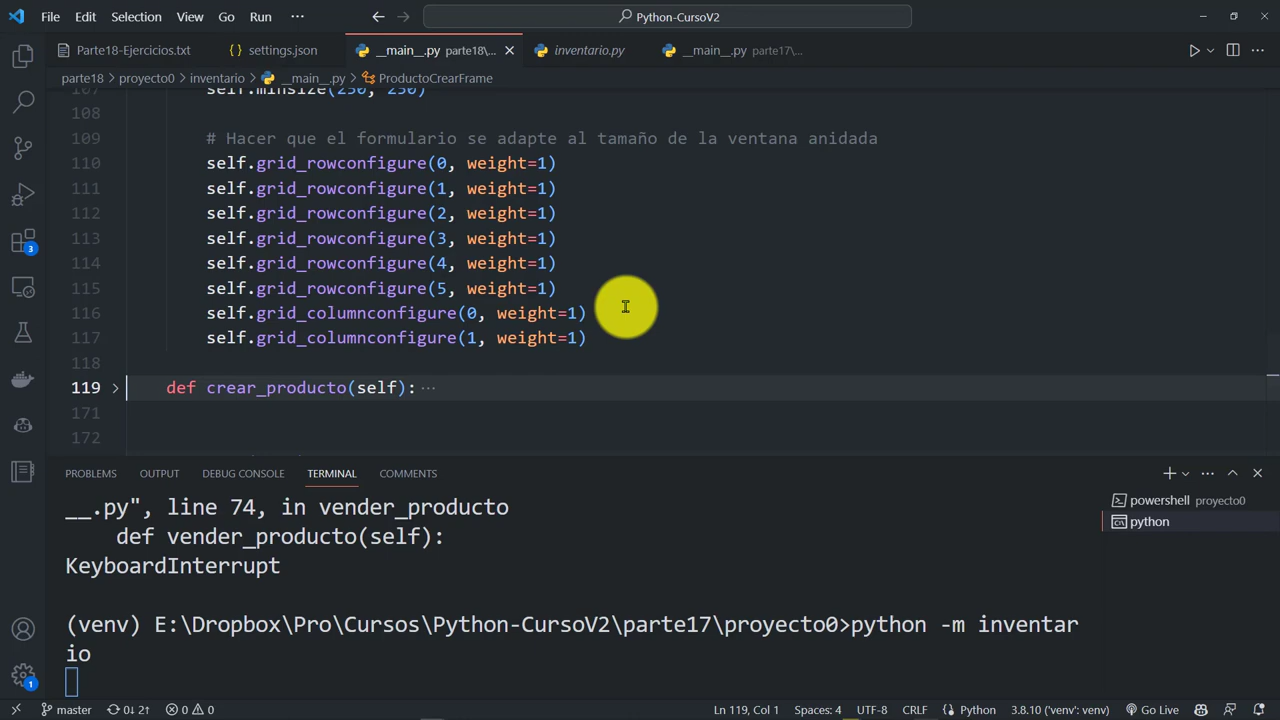 File Edit Selection View Go Run ··· Python-CursoV2
Parte18-Ejercicios.txt settings.json __main__.py parte18\... inventario.py __main__.py parte17\...
parte18 > proyecto0 > inventario > __main__.py > ProductoCrearFrame
107 self.minsize(250, 250)
108
109 # Hacer que el formulario se adapte al tamaño de la ventana anidada
110 self.grid_rowconfigure(0, weight=1)
111 self.grid_rowconfigure(1, weight=1)
112 self.grid_rowconfigure(2, weight=1)
113 self.grid_rowconfigure(3, weight=1)
114 self.grid_rowconfigure(4, weight=1)
115 self.grid_rowconfigure(5, weight=1)
116 self.grid_columnconfigure(0, weight=1)
117 self.grid_columnconfigure(1, weight=1)
118
119 def crear_producto(self): ···
171
172
PROBLEMS OUTPUT DEBUG CONSOLE TERMINAL COMMENTS
powershell proyecto0
python
__.py", line 74, in vender_producto
def vender_producto(self):
KeyboardInterrupt
(venv) E:\Dropbox\Pro\Cursos\Python-CursoV2\parte17\proyecto0>python -m inventar
io
3
1
master 0↓ 2↑ 0 0 Ln 119, Col 1 Spaces: 4 UTF-8 CRLF Python 3.8.10 ('venv': venv) Go Live